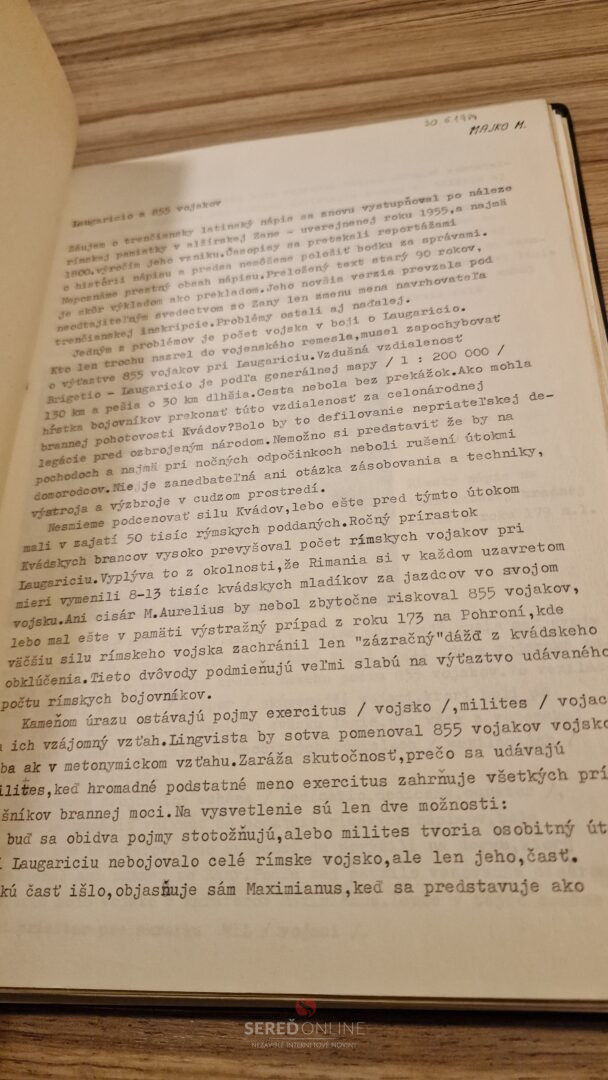 30.6.1974
MAJKO M.
Laugaricio a 855 vojakov
Záujem o trenčiansky latinský nápis sa znovu vystupňoval po náleze
rímskej pamiatky v alžírskej Zane - uverejnenej roku 1955,a najmä
1800.výročím jeho vzniku.Časopisy sa pretekali reportážami
o histórii nápisu a predsa nemôžeme položiť bodku za správami.
Nepoznáme presný obsah nápisu.Preložený text starý 90 rokov,
je skôr výkladom ako prekladom.Jeho novšia verzia prevzala pod
neodtajiteľným svedectvom so Zany len zmenu mena navrhovateľa
trenčianskej inskripcie.Problémy ostali aj naďalej.
Jedným z problémov je počet vojska v boji o Laugaricio.
Kto len trochu nazrel do vojenského remesla,musel zapochybovať
o výťaztve 855 vojakov pri Laugariciu.Vzdušná vzdialenosť
Brigetio - Laugaricio je podľa generálnej mapy / 1 : 200 000 /
130 km a pešia o 30 km dlhšia.Cesta nebola bez prekážok.Ako mohla
hŕstka bojovníkov prekonať túto vzdialenosť za celonárodnej
brannej pohotovosti Kvádov?Bolo by to defilovanie nepriateľskej de-
legácie pred ozbrojeným národom.Nemožno si predstaviť že by na
pochodoch a najmä pri nočných odpočinkoch neboli rušení útokmi
domorodcov.Nie je zanedbateľná ani otázka zásobovania a techniky,
výstroja a výzbroje v cudzom prostredí.
Nesmieme podcenovať silu Kvádov,lebo ešte pred týmto útokom
mali v zajatí 50 tisíc rýmskych poddaných.Ročný prírastok
Kvádskych brancov vysoko prevyšoval počet rímskych vojakov pri
Laugariciu.Vyplýva to z okolnosti,že Rimania si v každom uzavretom
mieri vymenili 8-13 tisíc kvádskych mladíkov za jazdcov vo svojom
vojsku.Ani cisár M.Aurelius by nebol zbytočne riskoval 855 vojakov,
lebo mal ešte v pamäti výstražný prípad z roku 173 na Pohroní,kde
väčšiu silu rímskeho vojska zachránil len "zázračný"dážď z kvádskeho
obkľúčenia.Tieto dvôvody podmieňujú veľmi slabú na výťaztvo udávaného
počtu rímskych bojovníkov.
Kameňom úrazu ostávajú pojmy exercitus / vojsko /,milites / vojac
a ich vzájomný vzťah.Lingvista by sotva pomenoval 855 vojakov vojsko
ba ak v metonymickom vzťahu.Zaráža skutočnosť,prečo sa udávajú
ilites,keď hromadné podstatné meno exercitus zahrňuje všetkých prí
šníkov brannej moci.Na vysvetlenie sú len dve možnosti:
buď sa obidva pojmy stotožňujú,alebo milites tvoria osobitný út
i Laugariciu nebojovalo celé rímske vojsko,ale len jeho,časť.
kú časť išlo,objasňuje sám Maximianus,keď sa predstavuje ako
SEREĎONLINE
NEZÁVISLÉ INTERNETOVÉ NOVINY